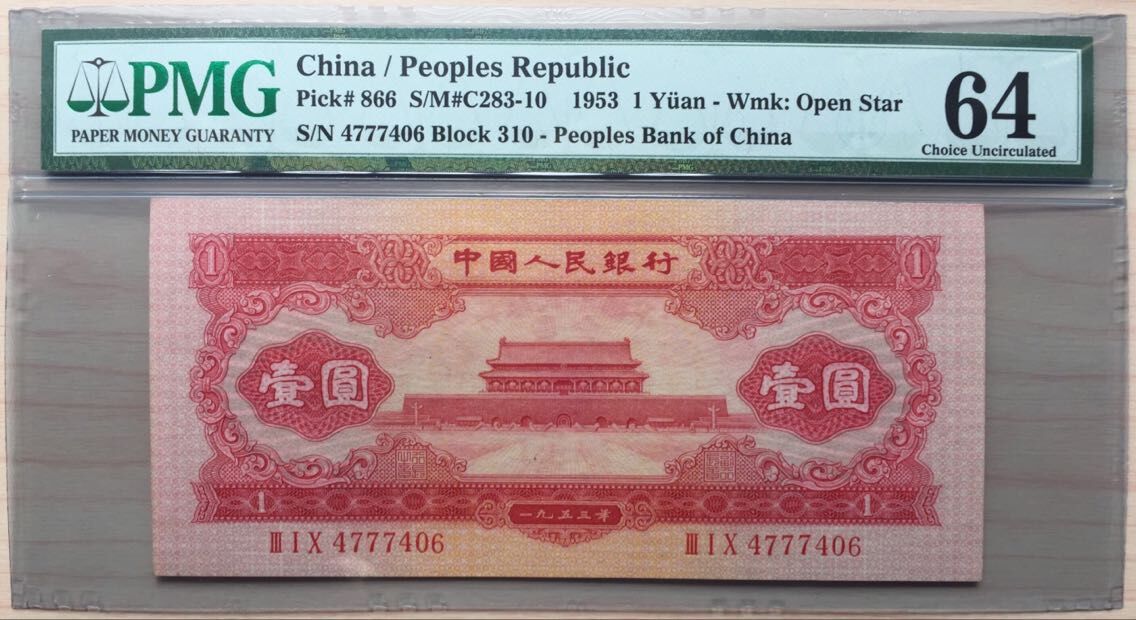 PMG
PAPER MONEY GUARANTY
China / Peoples Republic
Pick# 866 S/M#C283-10 1953 1 Yüan - Wmk: Open Star
S/N 4777406 Block 310 - Peoples Bank of China
64
Choice Uncirculated
1 中國人民銀行 1
壹圓 壹圓
1 一九五三年 1
III I X 4777406 III I X 4777406